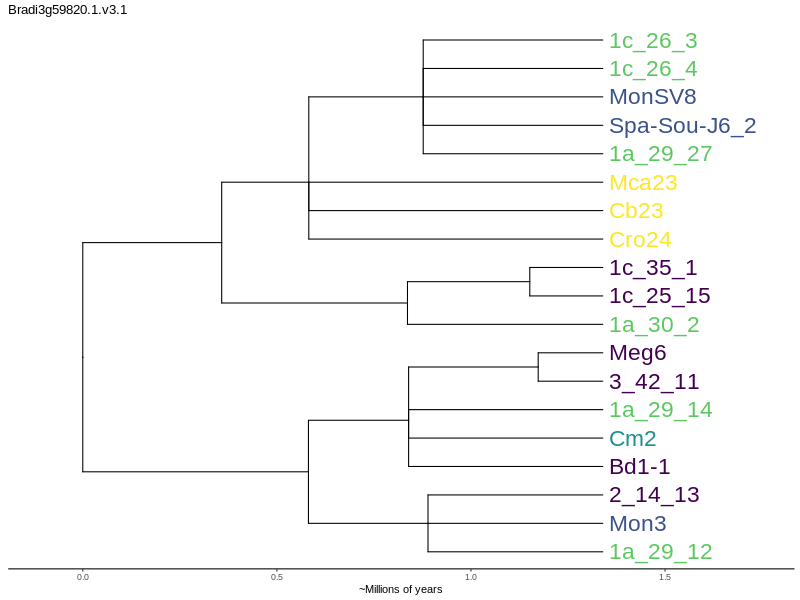 Bradi3g59820.1.v3.1
1c_26_3
1c_26_4
MonSV8
Spa-Sou-J6_2
1a_29_27
Mca23
Cb23
Cro24
1c_35_1
1c_25_15
1a_30_2
Meg6
3_42_11
1a_29_14
Cm2
Bd1-1
2_14_13
Mon3
1a_29_12
0.0 0.5 1.0 1.5
~Millions of years